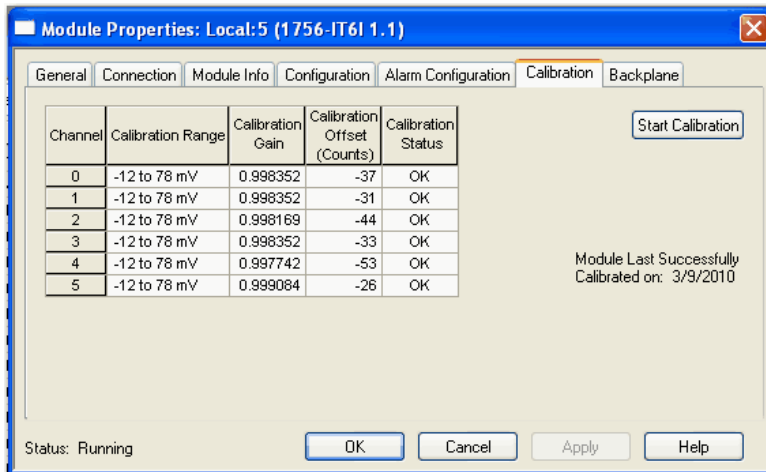 Module Properties: Local:5 (1756-IT6I 1.1)
General Connection Module Info Configuration Alarm Configuration Calibration Backplane
Channel Calibration Range Calibration Gain Calibration Offset (Counts) Calibration Status
0 -12 to 78 mV 0.998352 -37 OK
1 -12 to 78 mV 0.998352 -31 OK
2 -12 to 78 mV 0.998169 -44 OK
3 -12 to 78 mV 0.998352 -33 OK
4 -12 to 78 mV 0.997742 -53 OK
5 -12 to 78 mV 0.999084 -26 OK
Start Calibration
Module Last Successfully
Calibrated on: 3/9/2010
Status: Running
OK Cancel Apply Help